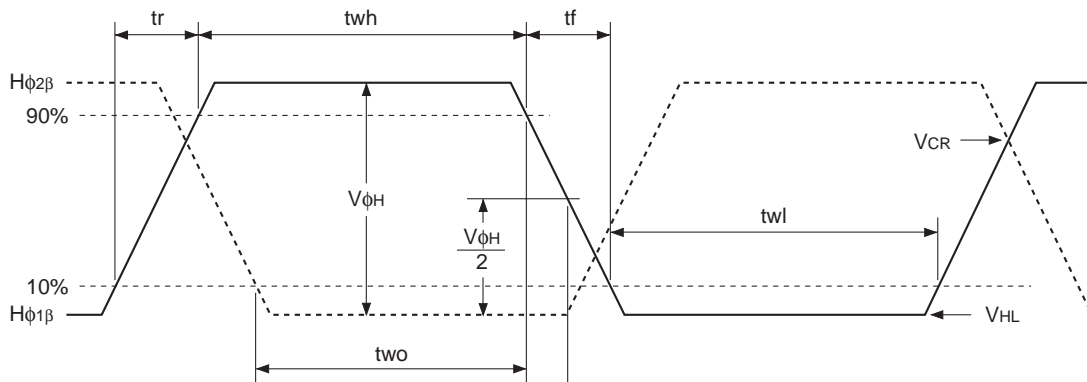 tr
twh
tf
Hϕ2β
90%
VCR
VϕH
VϕH
2
twl
10%
Hϕ1β
VHL
two